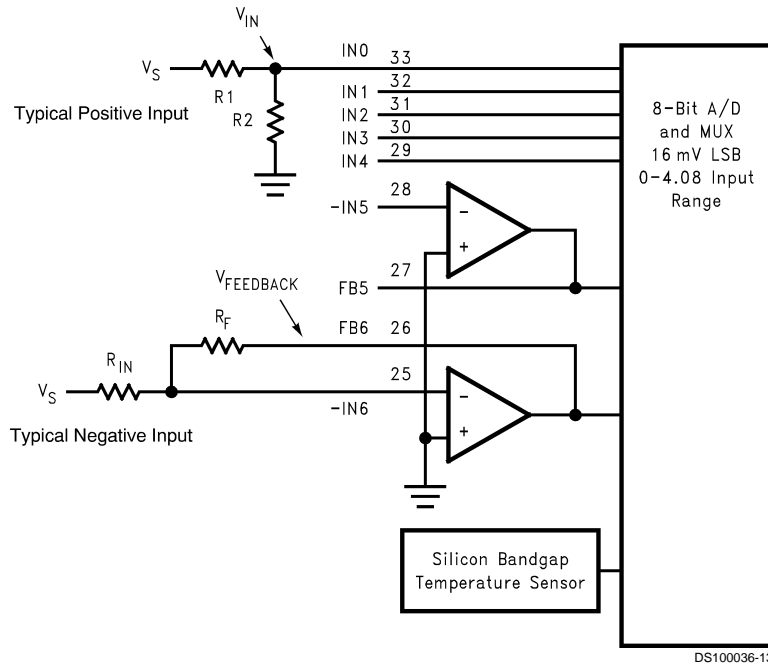 V_IN
IN0 33
V_S
R1
IN1 32
Typical Positive Input
R2
IN2 31
IN3 30
IN4 29
8-Bit A/D
and MUX
16 mV LSB
0-4.08 Input
Range
-IN5 28
-
+
V_FEEDBACK
FB5 27
R_F
FB6 26
R_IN
25
V_S
-IN6
-
+
Typical Negative Input
Silicon Bandgap
Temperature Sensor